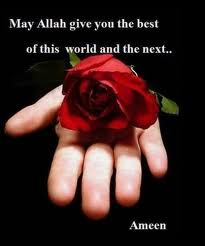 May Allah give you the best
of this world and the next..
Ameen